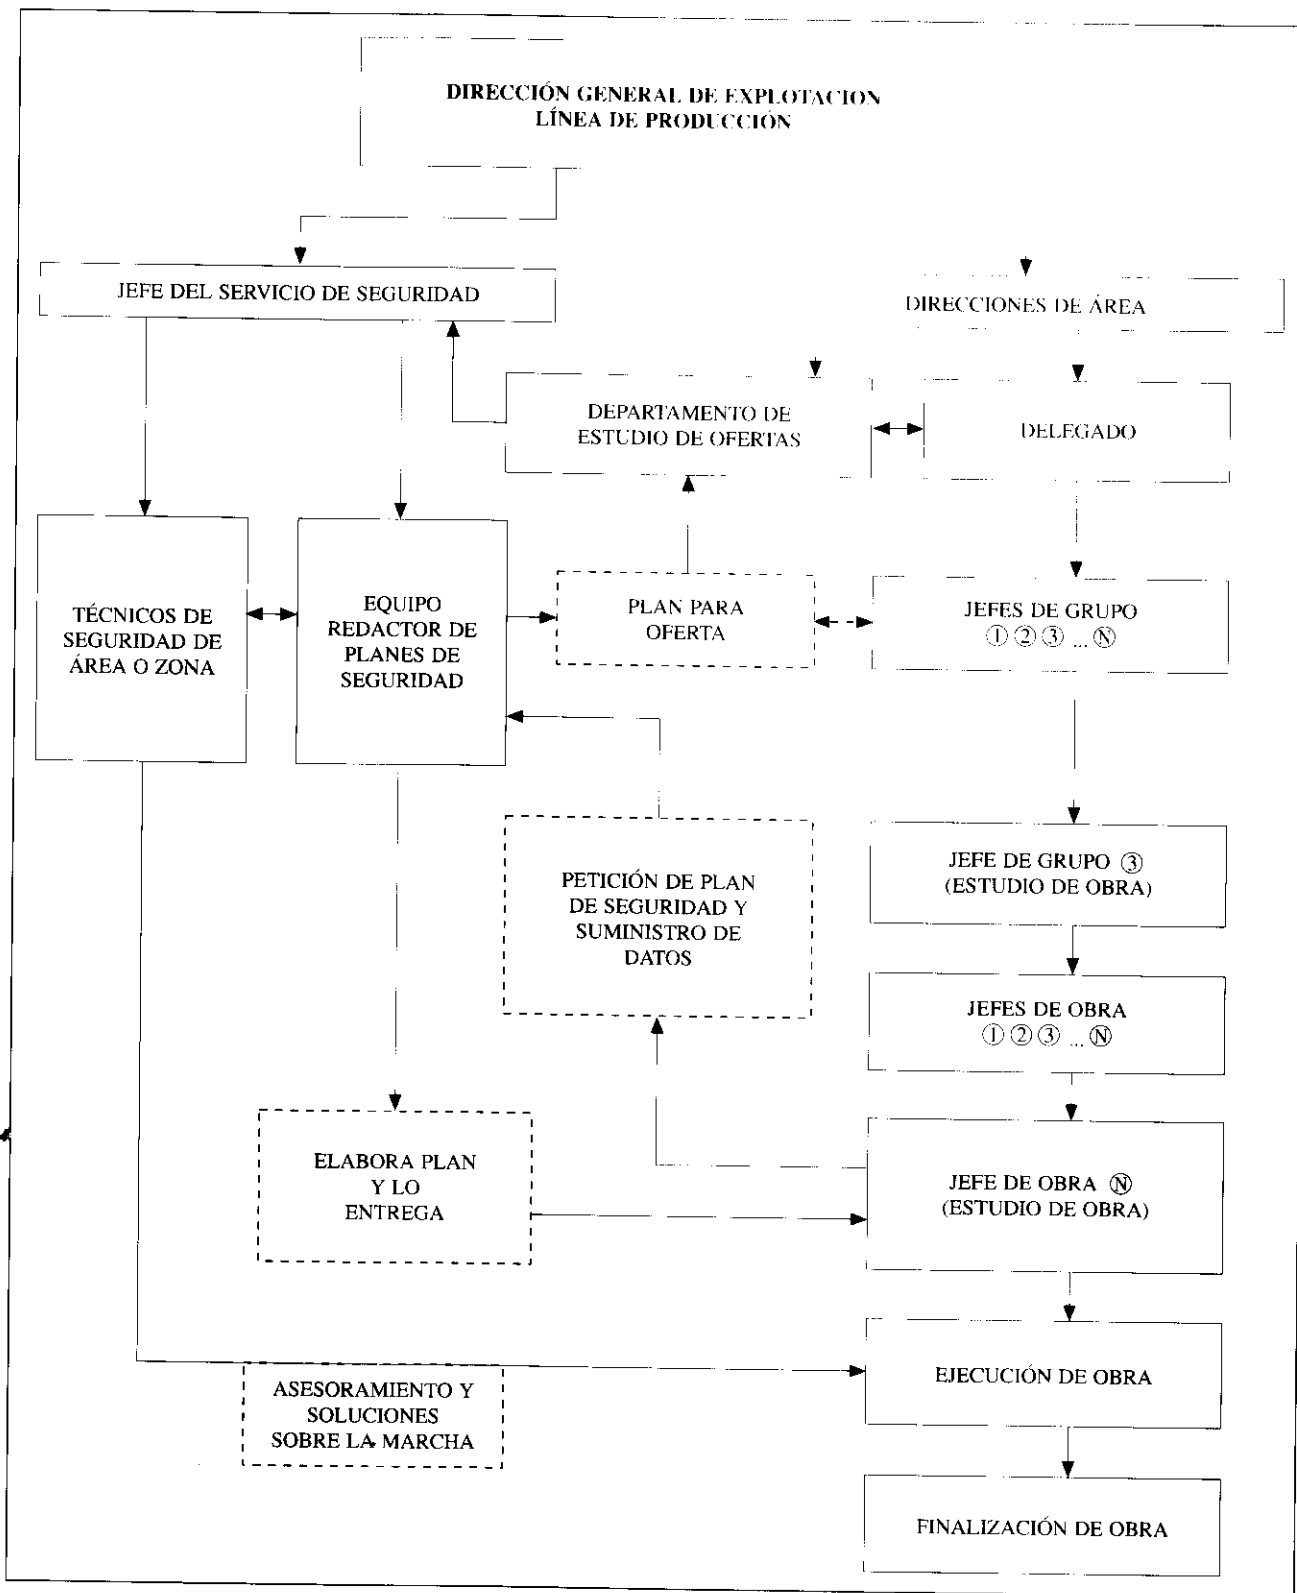 DIRECCIÓN GENERAL DE EXPLOTACION
LÍNEA DE PRODUCCIÓN
JEFE DEL SERVICIO DE SEGURIDAD
DIRECCIONES DE ÁREA
DEPARTAMENTO DE
ESTUDIO DE OFERTAS
DELEGADO
TÉCNICOS DE
SEGURIDAD DE
ÁREA O ZONA
EQUIPO
REDACTOR DE
PLANES DE
SEGURIDAD
PLAN PARA
OFERTA
JEFES DE GRUPO
① ② ③ ... Ⓝ
PETICIÓN DE PLAN
DE SEGURIDAD Y
SUMINISTRO DE
DATOS
JEFE DE GRUPO ③
(ESTUDIO DE OBRA)
JEFES DE OBRA
① ② ③ ... Ⓝ
ELABORA PLAN
Y LO
ENTREGA
JEFE DE OBRA Ⓝ
(ESTUDIO DE OBRA)
EJECUCIÓN DE OBRA
ASESORAMIENTO Y
SOLUCIONES
SOBRE LA MARCHA
FINALIZACIÓN DE OBRA